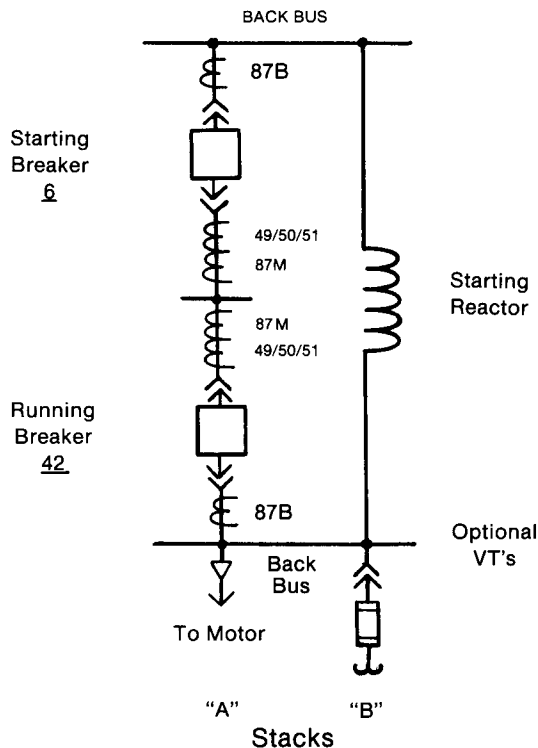 BACK BUS
87B
Starting
Breaker
6
49/50/51
87M
Starting
Reactor
87M
49/50/51
Running
Breaker
42
87B
Optional
VT's
Back
Bus
To Motor
"A"
"B"
Stacks